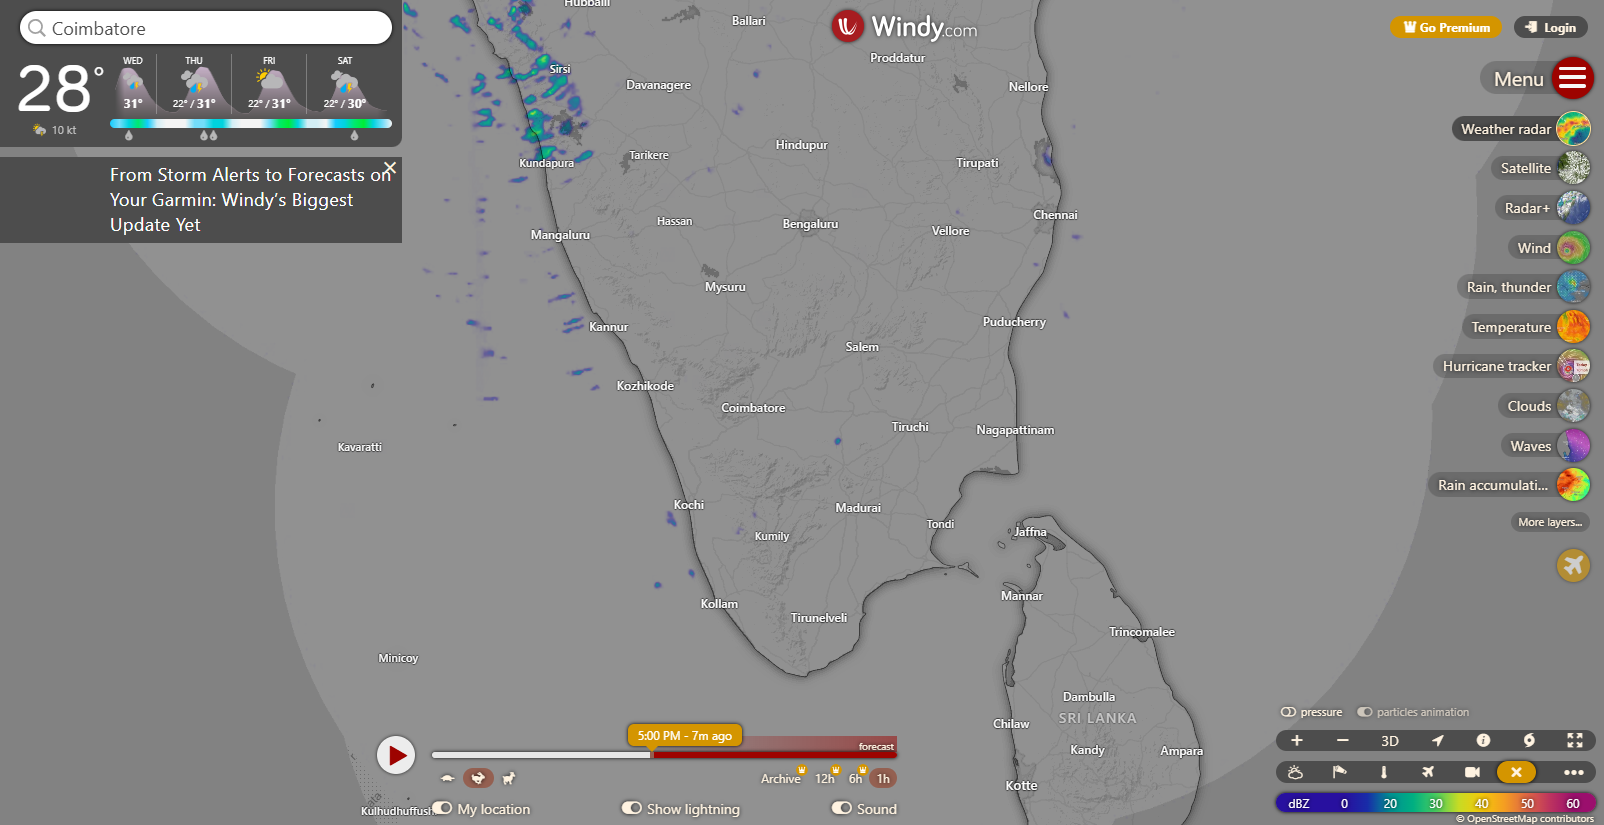 Coimbatore
28°
10 kt
WED
31°
THU
22° / 31°
FRI
22° / 31°
SAT
22° / 30°
From Storm Alerts to Forecasts on
Your Garmin: Windy’s Biggest
Update Yet
Windy.com
Go Premium
Login
Menu
Weather radar
Satellite
Radar+
Wind
Rain, thunder
Temperature
Hurricane tracker
Clouds
Waves
Rain accumulati...
More layers...
Hubballi
Ballari
Proddatur
Sirsi
Davanagere
Nellore
Hindupur
Kundapura
Tarikere
Tirupati
Chennai
Hassan
Bengaluru
Mangaluru
Vellore
Mysuru
Kannur
Puducherry
Salem
Kozhikode
Coimbatore
Tiruchi
Nagapattinam
Kavaratti
Kochi
Madurai
Tondi
Jaffna
Kumily
Kollam
Mannar
Tirunelveli
Trincomalee
Minicoy
Dambulla
SRI LANKA
Chilaw
Kandy
Ampara
Kotte
Kulhudhuffush
5:00 PM - 7m ago
forecast
Archive
12h
6h
1h
My location
Show lightning
Sound
pressure
particles animation
+
−
3D
dBZ
0
20
30
40
50
60
© OpenStreetMap contributors